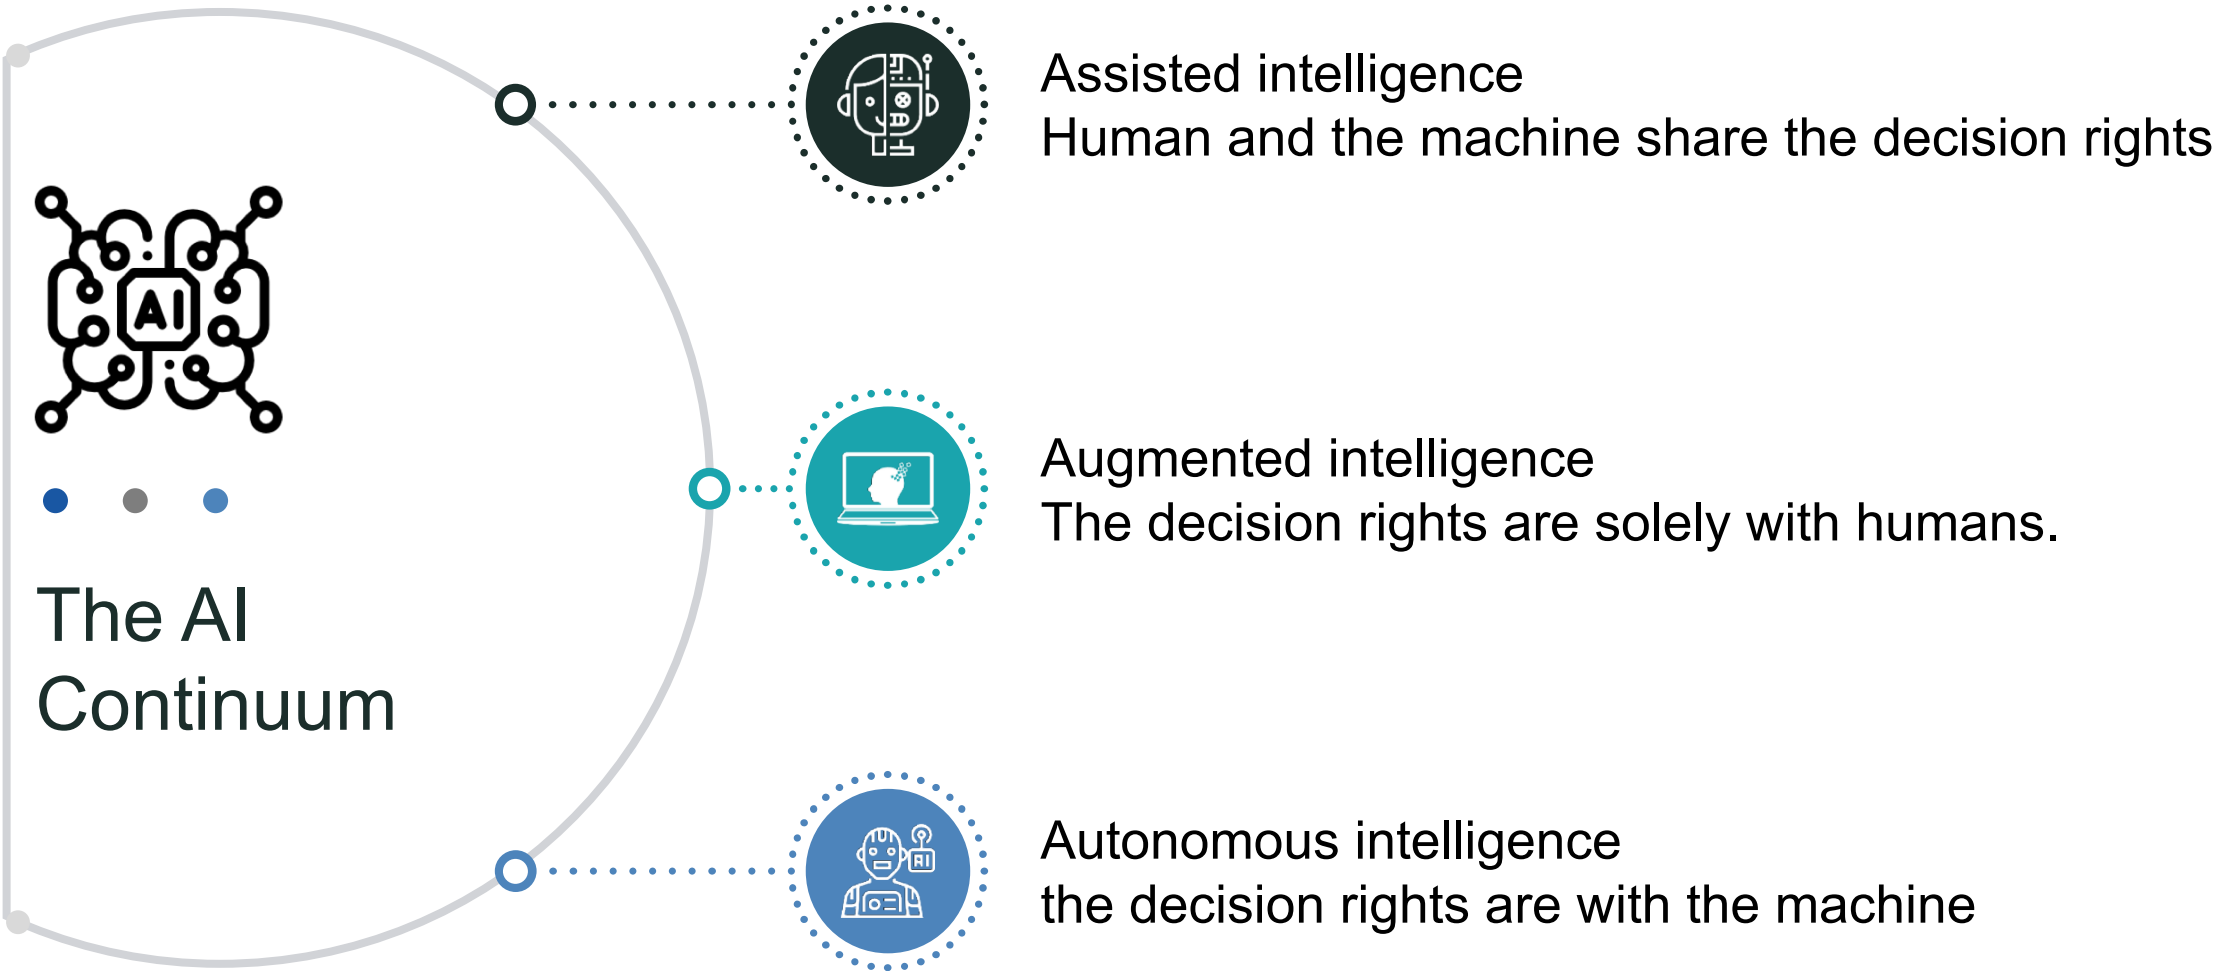 AI
The AI
Continuum
Assisted intelligence
Human and the machine share the decision rights
Augmented intelligence
The decision rights are solely with humans.
AI
Autonomous intelligence
the decision rights are with the machine